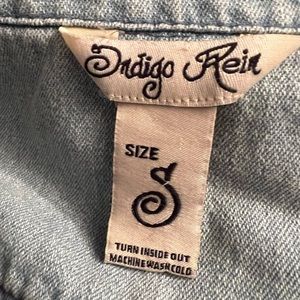 Indigo Rein
SIZE
S
TURN INSIDE OUT
MACHINE WASH COLD